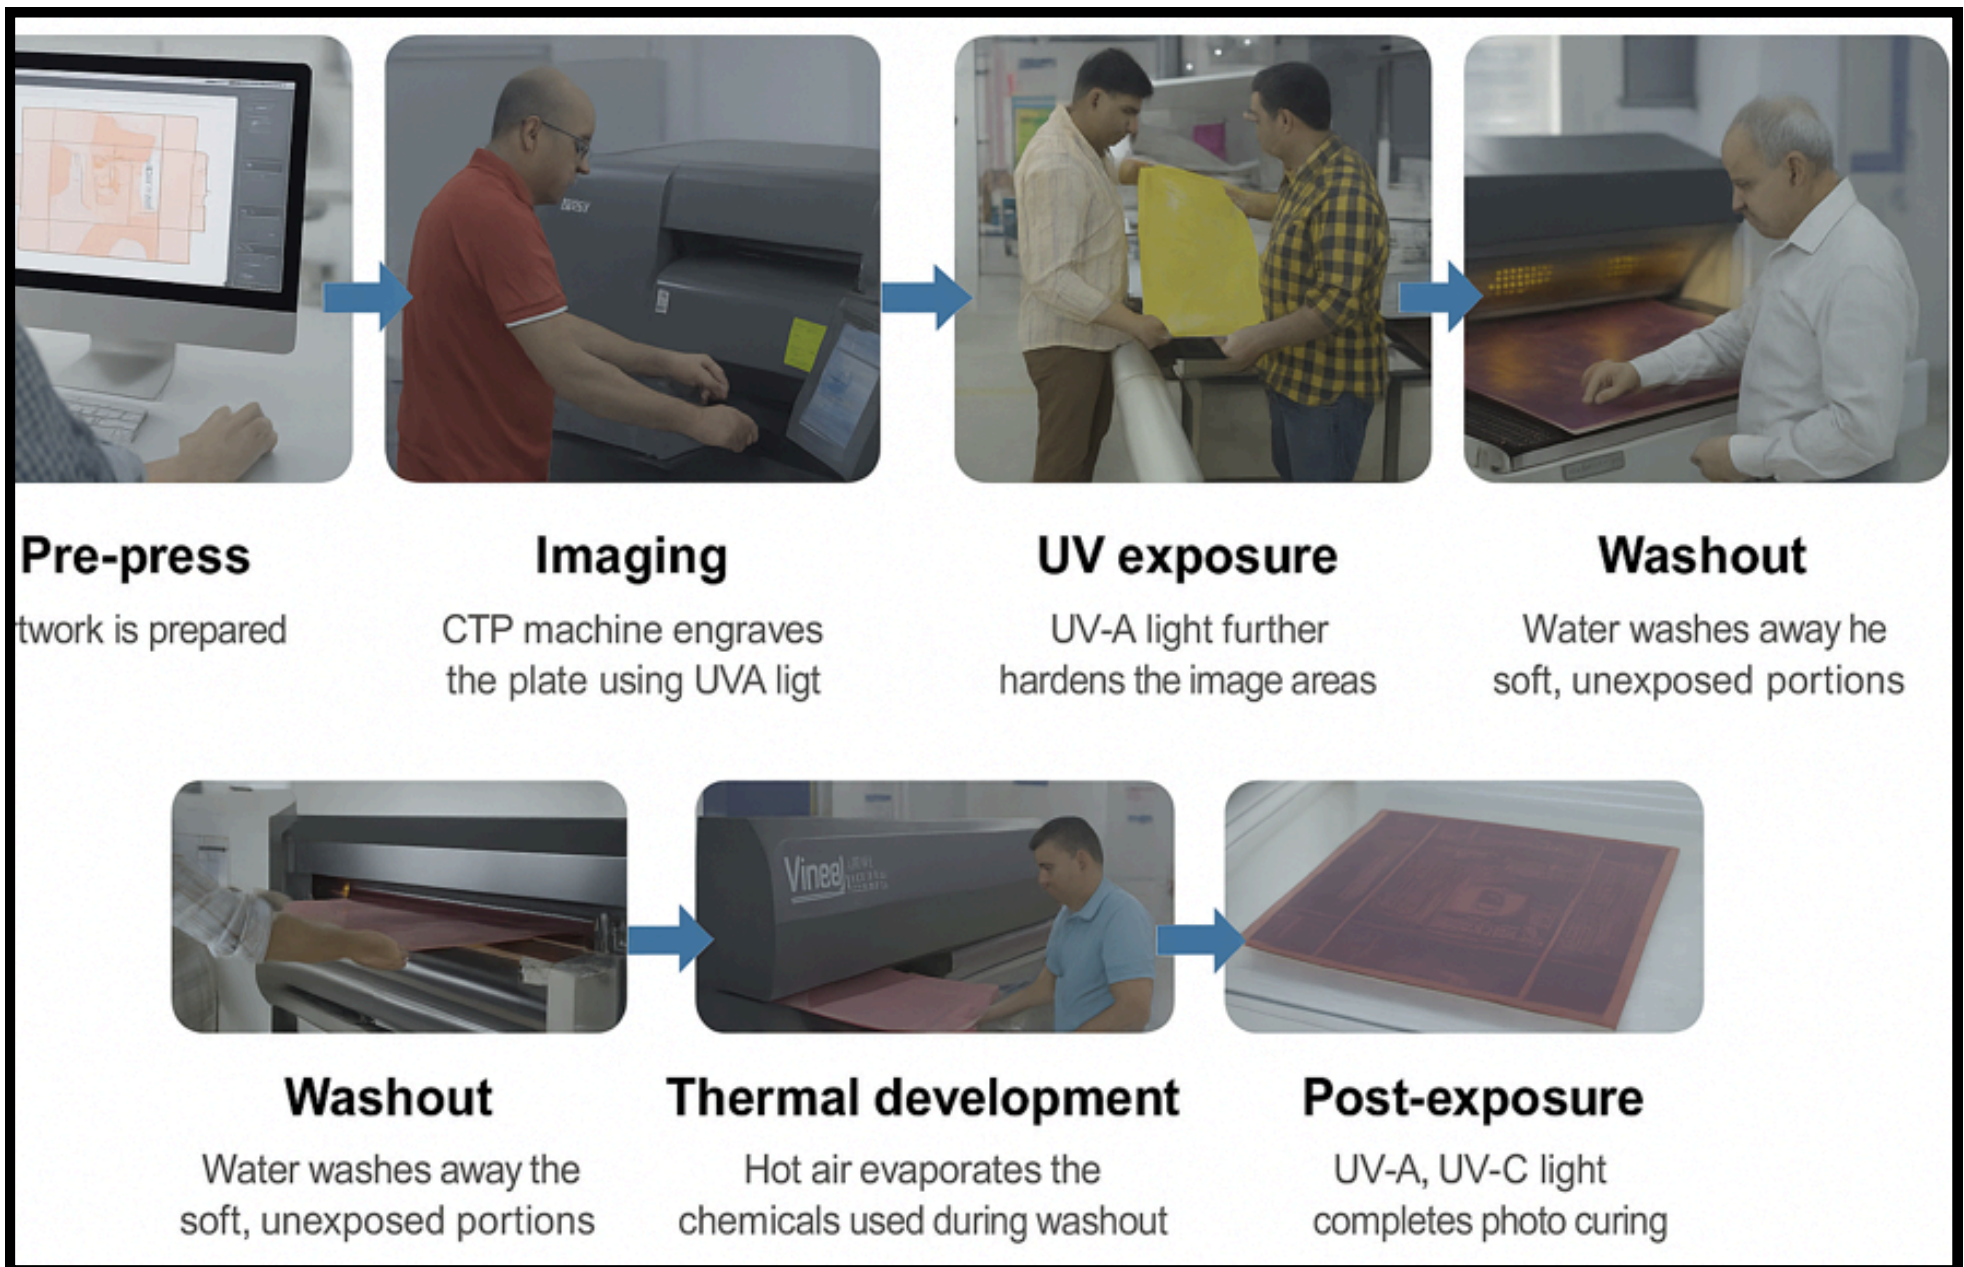 Pre-press
rtwork is prepared
Imaging
CTP machine engraves
the plate using UVA ligt
UV exposure
UV-A light further
hardens the image areas
Washout
Water washes away he
soft, unexposed portions
Vineel
Washout
Water washes away the
soft, unexposed portions
Thermal development
Hot air evaporates the
chemicals used during washout
Post-exposure
UV-A, UV-C light
completes photo curing